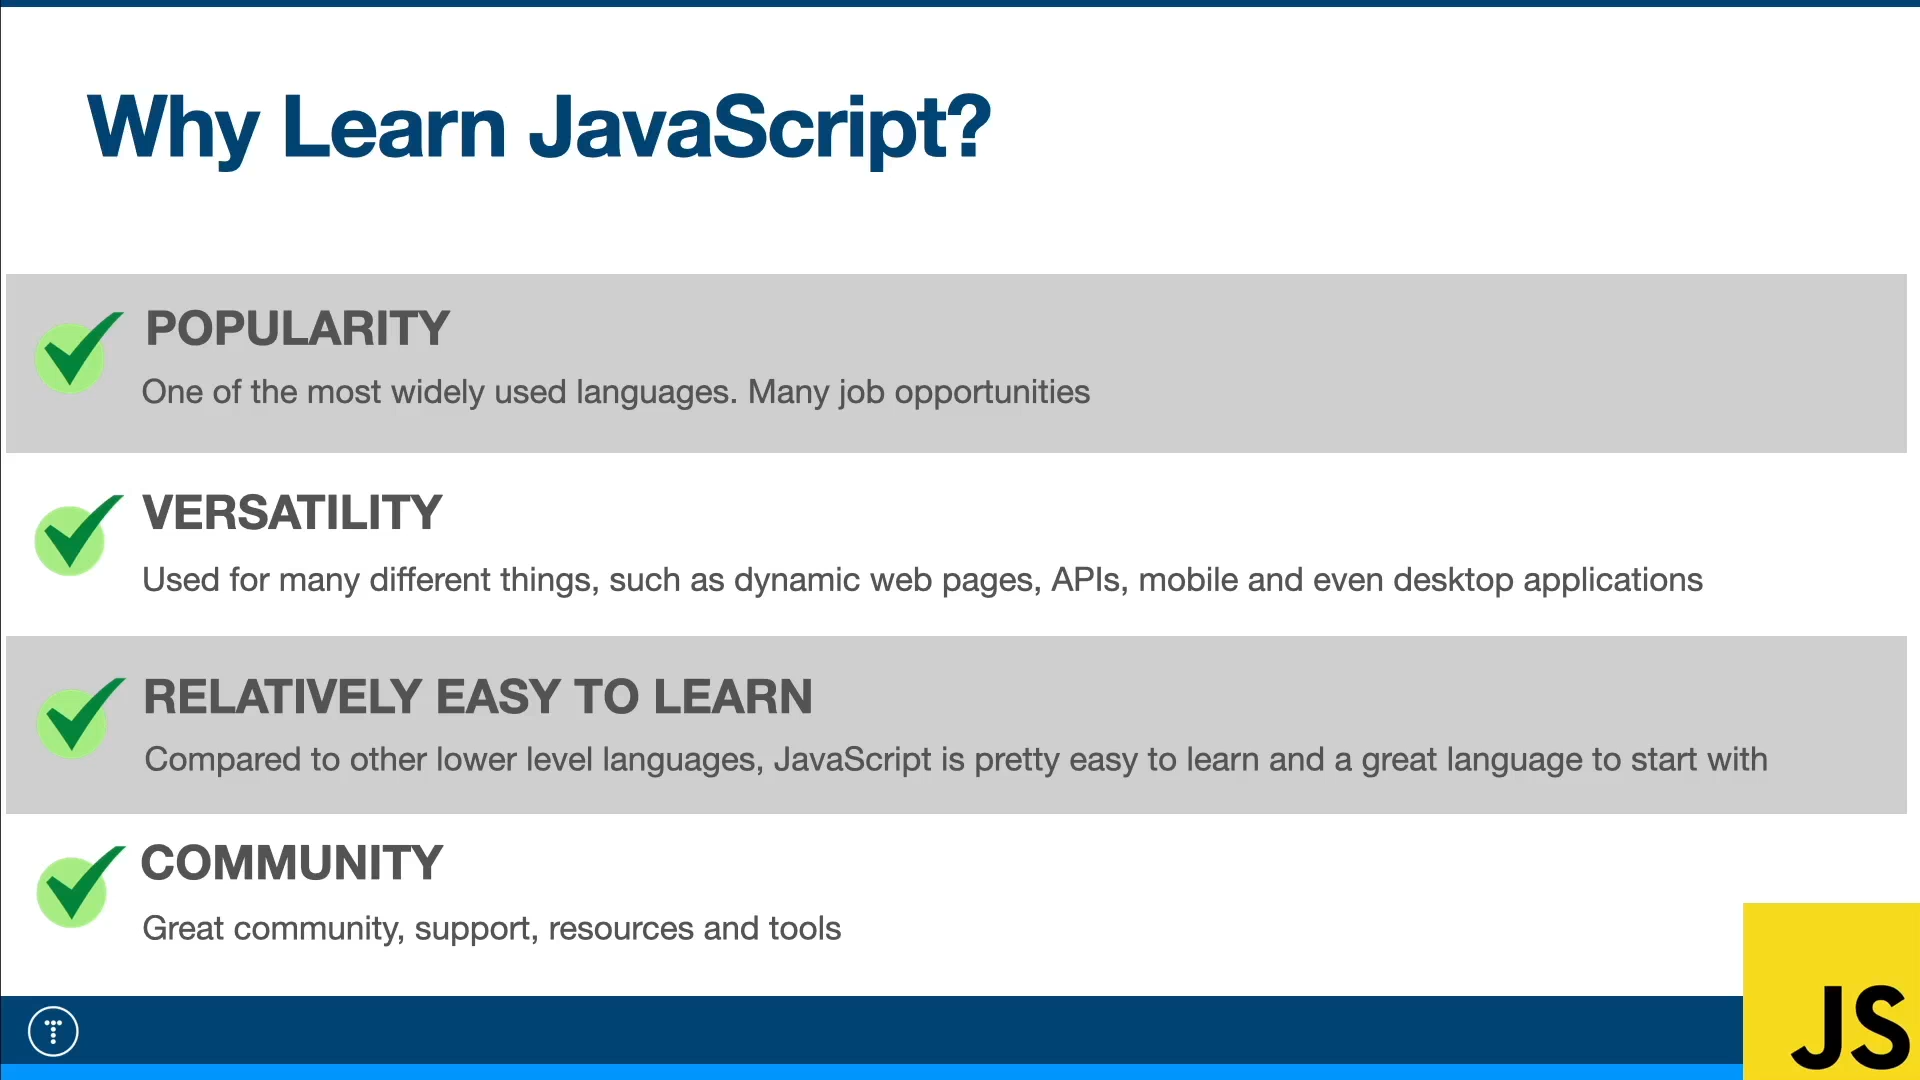 Why Learn JavaScript?
POPULARITY
One of the most widely used languages. Many job opportunities
VERSATILITY
Used for many different things, such as dynamic web pages, APIs, mobile and even desktop applications
RELATIVELY EASY TO LEARN
Compared to other lower level languages, JavaScript is pretty easy to learn and a great language to start with
COMMUNITY
Great community, support, resources and tools
T
JS